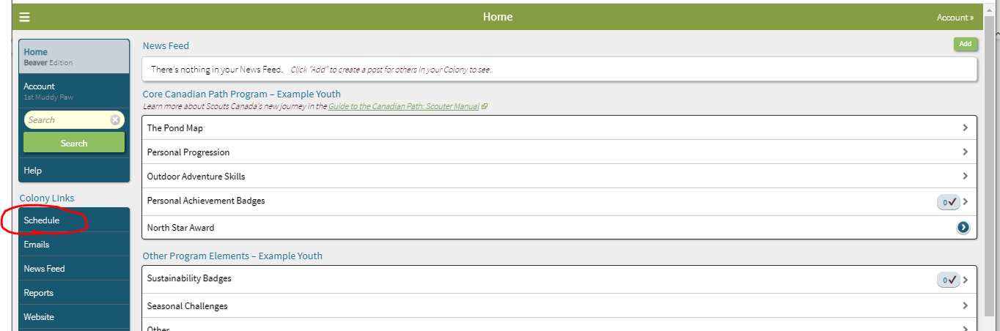 Home
Account »
Home
Beaver Edition
Account
1st Muddy Paw
Search
Search
Help
Colony Links
Schedule
Emails
News Feed
Reports
Website
News Feed
Add
There's nothing in your News Feed. Click "Add" to create a post for others in your Colony to see.
Core Canadian Path Program – Example Youth
Learn more about Scouts Canada's new journey in the Guide to the Canadian Path: Scouter Manual
The Pond Map
Personal Progression
Outdoor Adventure Skills
Personal Achievement Badges
0
North Star Award
Other Program Elements – Example Youth
Sustainability Badges
0
Seasonal Challenges
Other